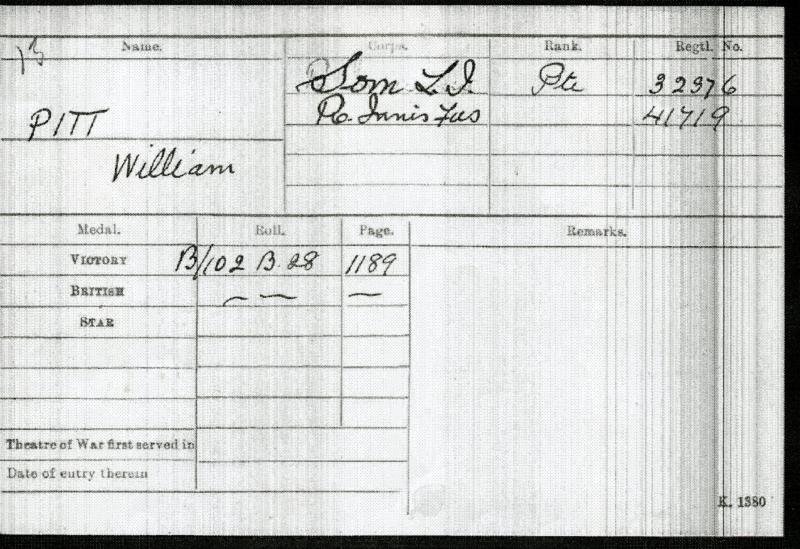 13
Name. Corps. Rank. Regtl. No.
Som L.I. Pte 32376
PITT R. Innis Fus 41719
William
Medal. Roll. Page. Remarks.
VICTORY B/102 B.28 1189
BRITISH — — —
STAR
Theatre of War first served in
Date of entry therein
K. 1380